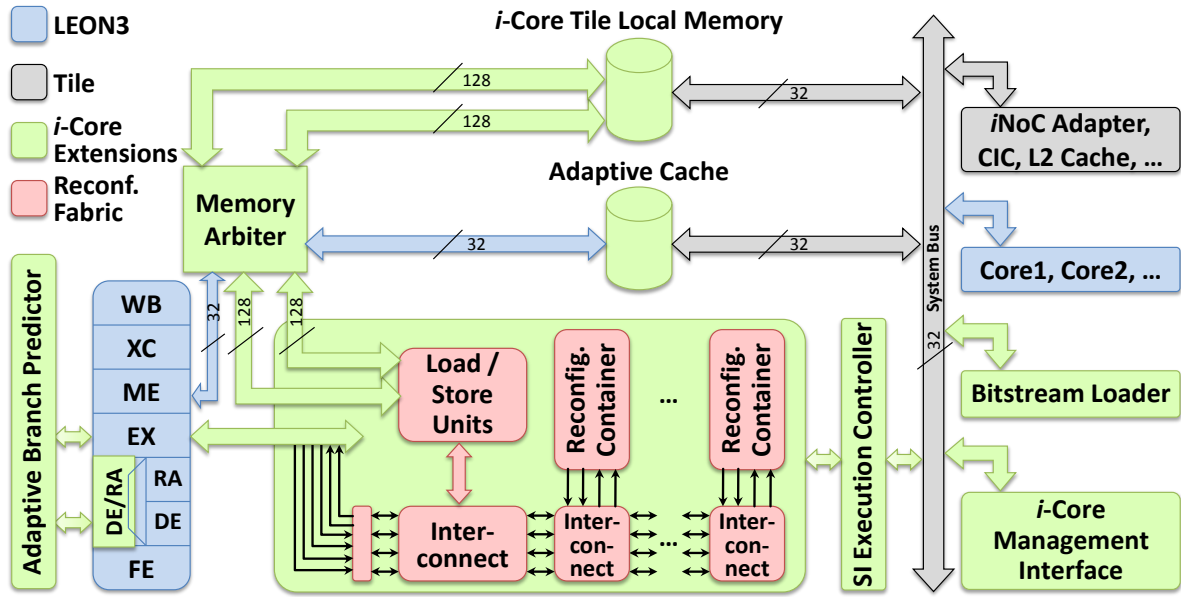 LEON3
Tile
i-Core
Extensions
Reconf.
Fabric
i-Core Tile Local Memory
128
128
32
Memory
Arbiter
Adaptive Cache
32
32
System Bus
32
iNoC Adapter,
CIC, L2 Cache, …
Core1, Core2, …
Bitstream Loader
i-Core
Management
Interface
Adaptive Branch Predictor
WB
XC
ME
EX
DE/RA
RA
DE
FE
32
128
128
Load /
Store
Units
Reconfig.
Container
…
Reconfig.
Container
Inter-
connect
Inter-
con-
nect
…
Inter-
con-
nect
SI Execution Controller